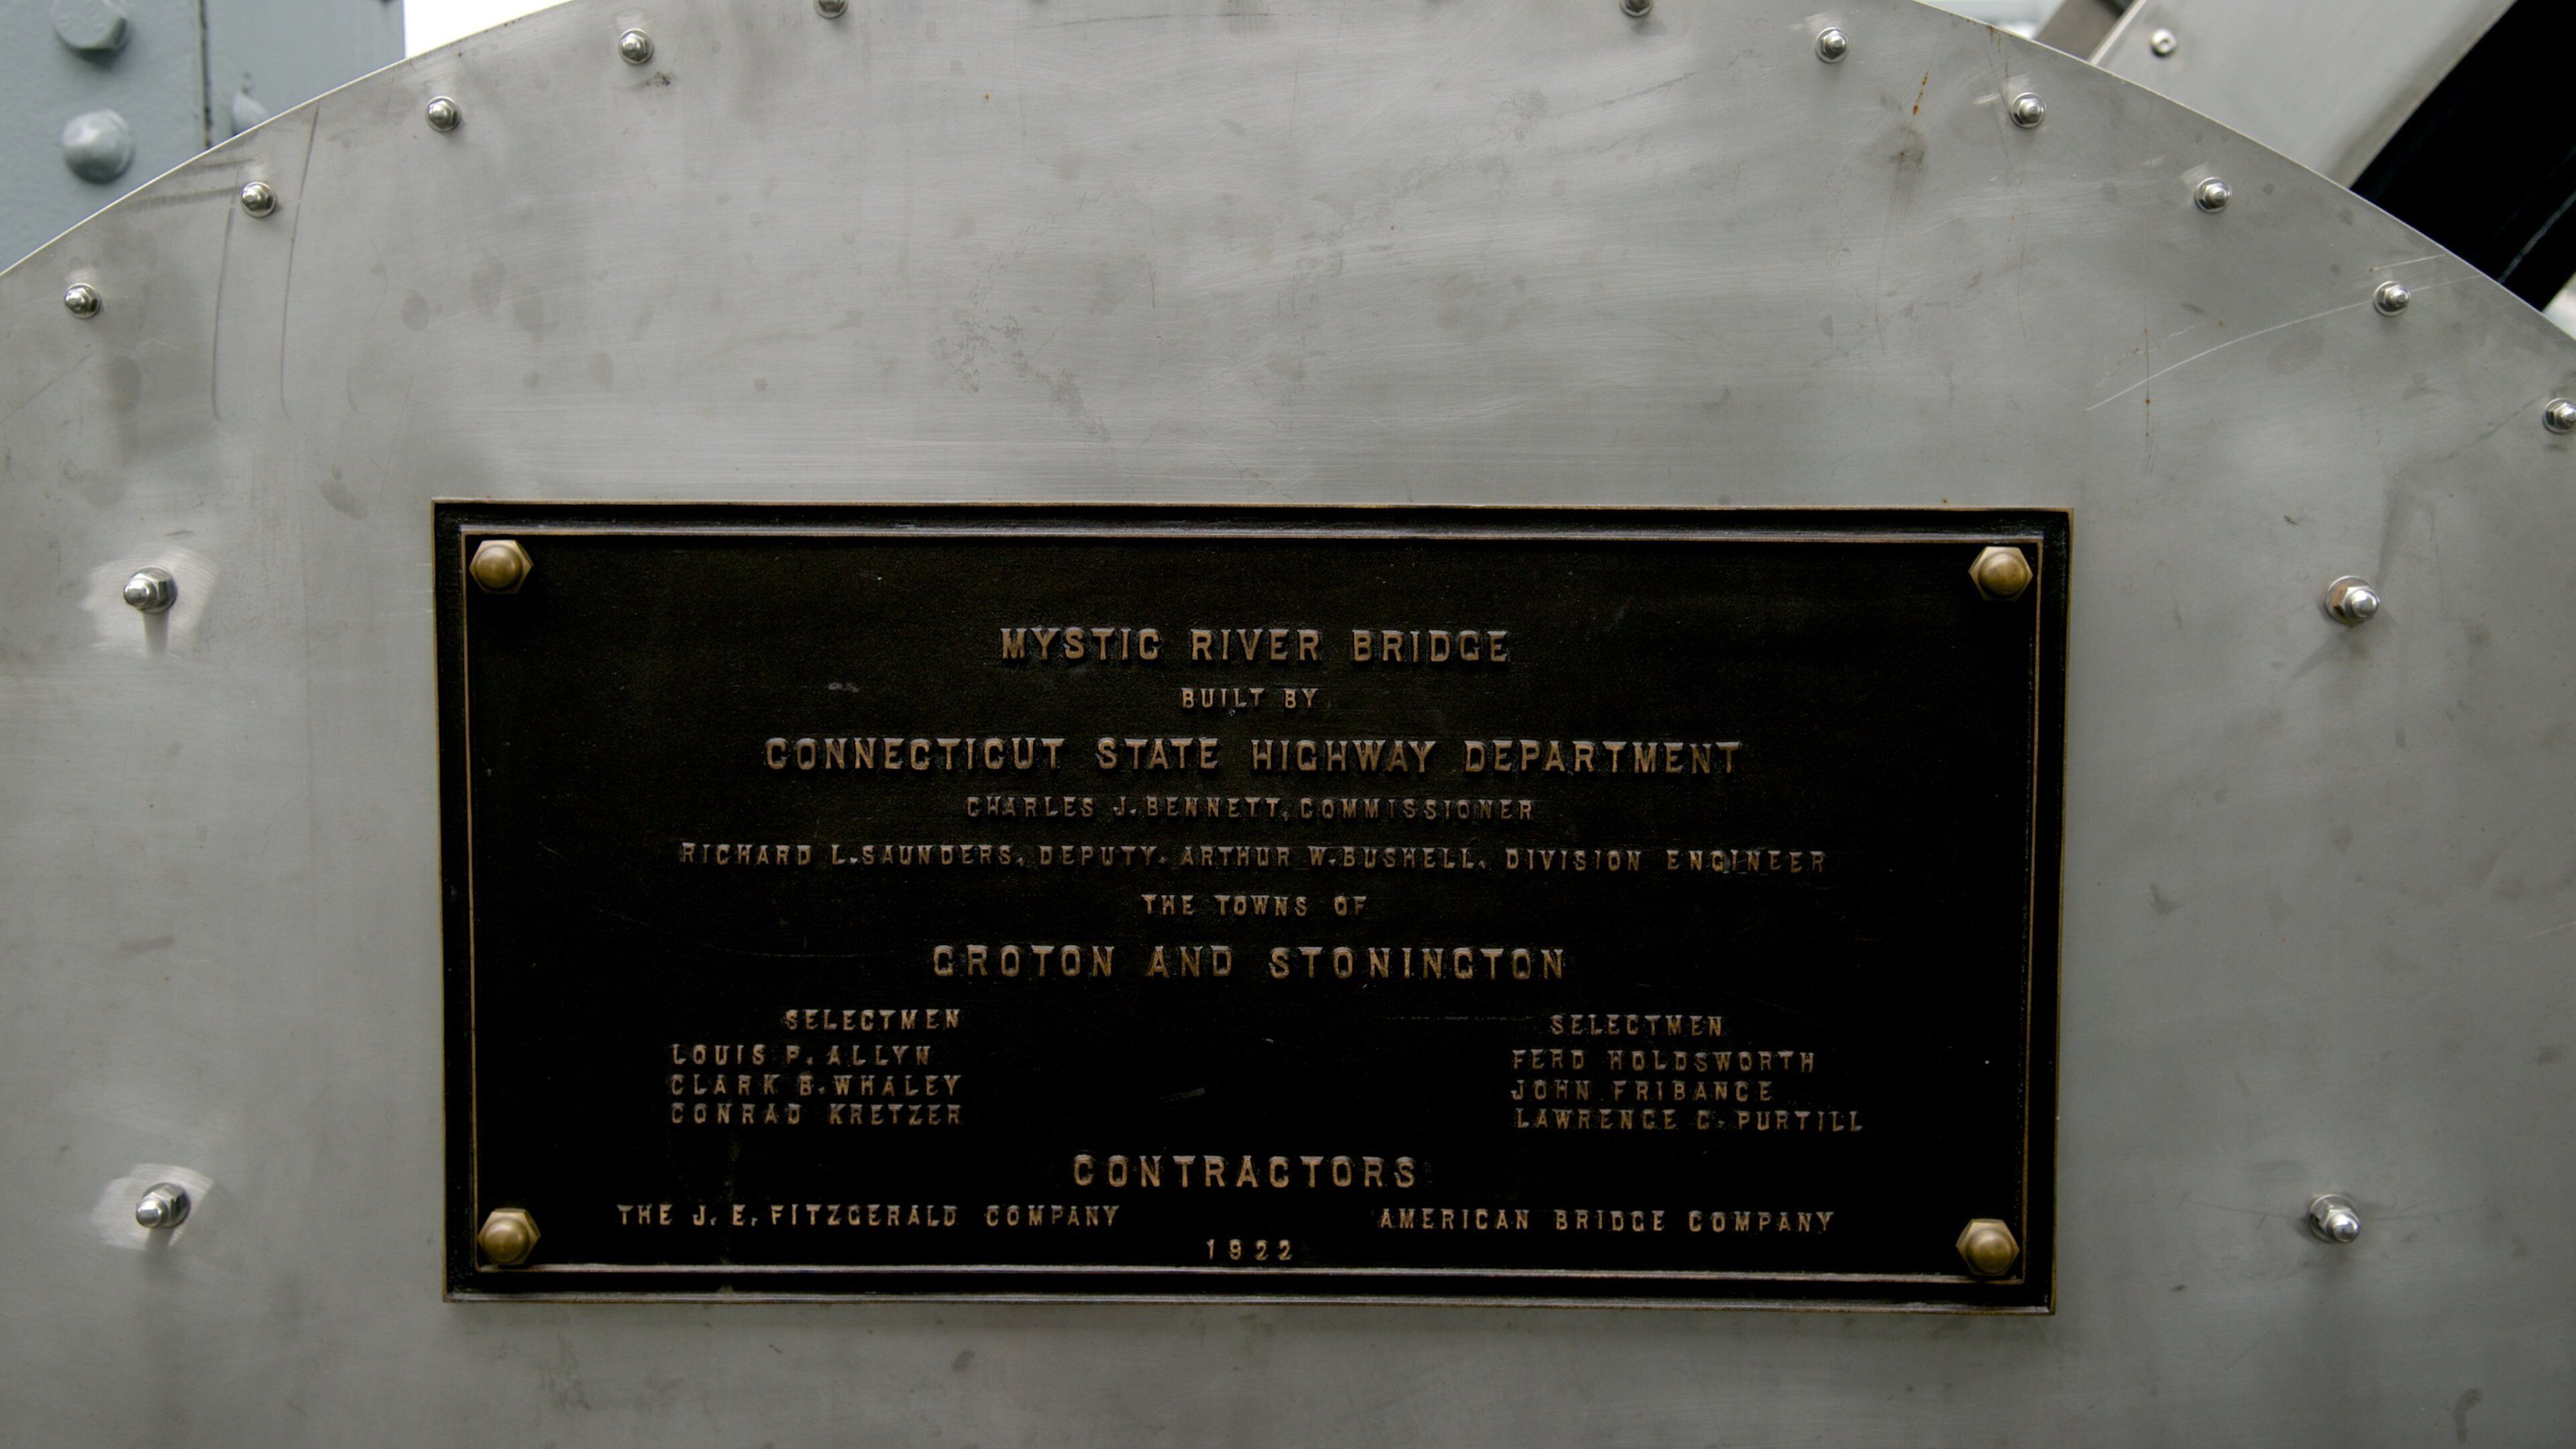 MYSTIC RIVER BRIDGE
BUILT BY
CONNECTICUT STATE HIGHWAY DEPARTMENT
CHARLES J. BENNETT, COMMISSIONER
RICHARD L. SAUNDERS, DEPUTY. ARTHUR W. BUSHELL, DIVISION ENGINEER
THE TOWNS OF
GROTON AND STONINGTON
SELECTMEN
LOUIS P. ALLYN
CLARK B. WHALEY
CONRAD KRETZER
SELECTMEN
FERD HOLDSWORTH
JOHN FRIBANCE
LAWRENCE C. PURTILL
CONTRACTORS
THE J. E. FITZGERALD COMPANY AMERICAN BRIDGE COMPANY
1922